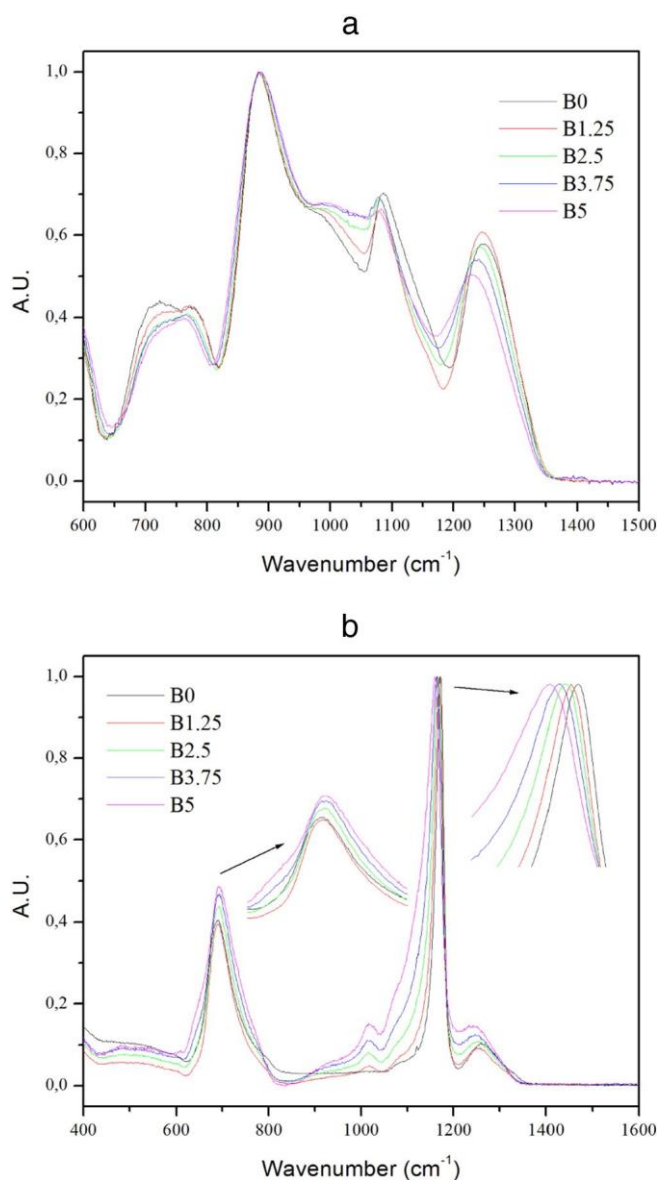 a
1,0
0,8
0,6
0,4
0,2
0,0
A.U.
B0
B1.25
B2.5
B3.75
B5
600 700 800 900 1000 1100 1200 1300 1400 1500
Wavenumber (cm⁻¹)
b
1,0
0,8
0,6
0,4
0,2
0,0
A.U.
B0
B1.25
B2.5
B3.75
B5
400 600 800 1000 1200 1400 1600
Wavenumber (cm⁻¹)